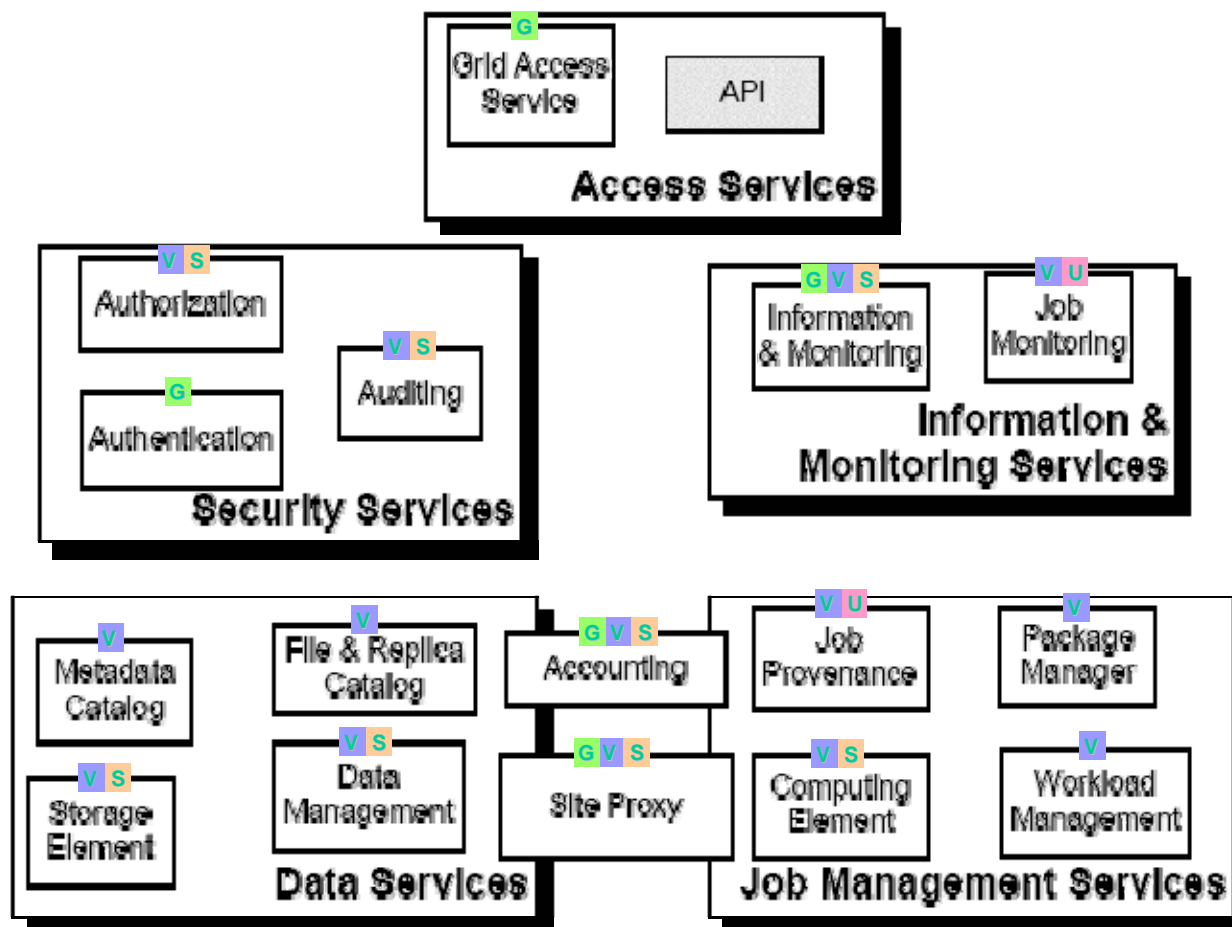 G
Grid Access
Service
API
Access Services
V S
Authorization
V S
Auditing
G
Authentication
Security Services
G V S
Information
& Monitoring
V U
Job
Monitoring
Information &
Monitoring Services
V
Metadata
Catalog
V
File & Replica
Catalog
V S
Storage
Element
V S
Data
Management
Data Services
G V S
Accounting
G V S
Site Proxy
V U
Job
Provenance
V
Package
Manager
V S
Computing
Element
V
Workload
Management
Job Management Services